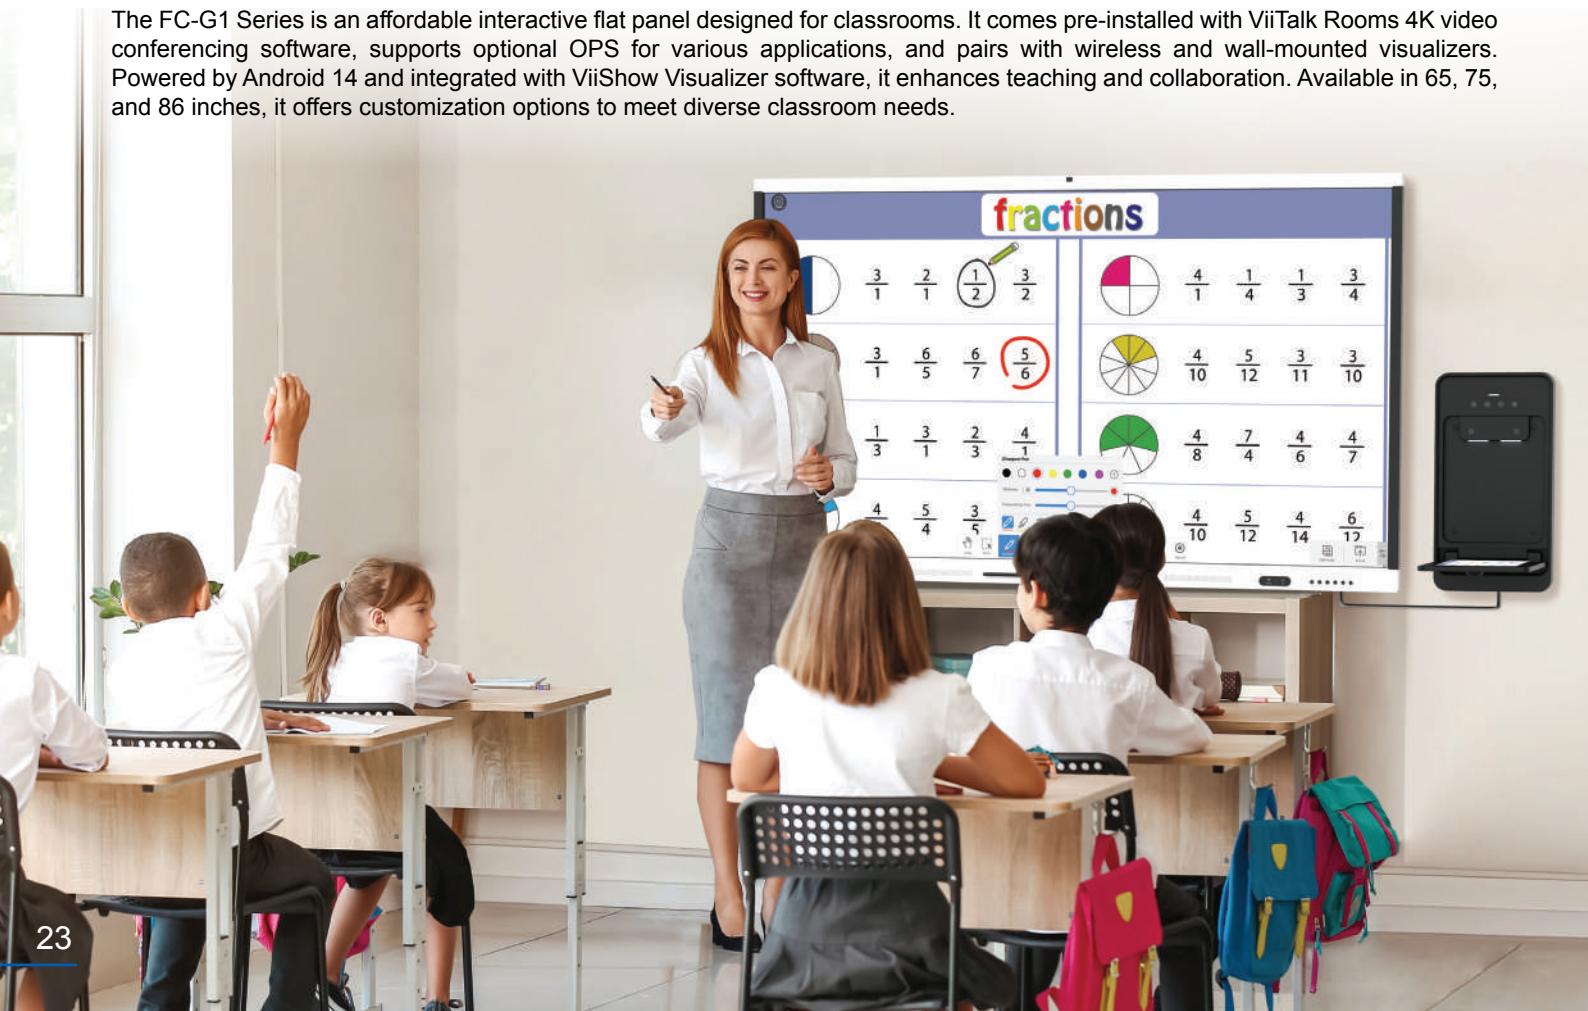 The FC-G1 Series is an affordable interactive flat panel designed for classrooms. It comes pre-installed with ViiTalk Rooms 4K video
conferencing software, supports optional OPS for various applications, and pairs with wireless and wall-mounted visualizers.
Powered by Android 14 and integrated with ViiShow Visualizer software, it enhances teaching and collaboration. Available in 65, 75,
and 86 inches, it offers customization options to meet diverse classroom needs.
fractions
3/1 2/1 1/2 3/2 4/1 1/4 1/3 3/4
3/1 6/5 6/7 5/6 4/10 5/12 3/11 3/10
1/3 3/1 2/3 4/1 4/8 7/4 4/6 4/7
4 5/4 3/5 4/10 5/12 4/14 6/12
23